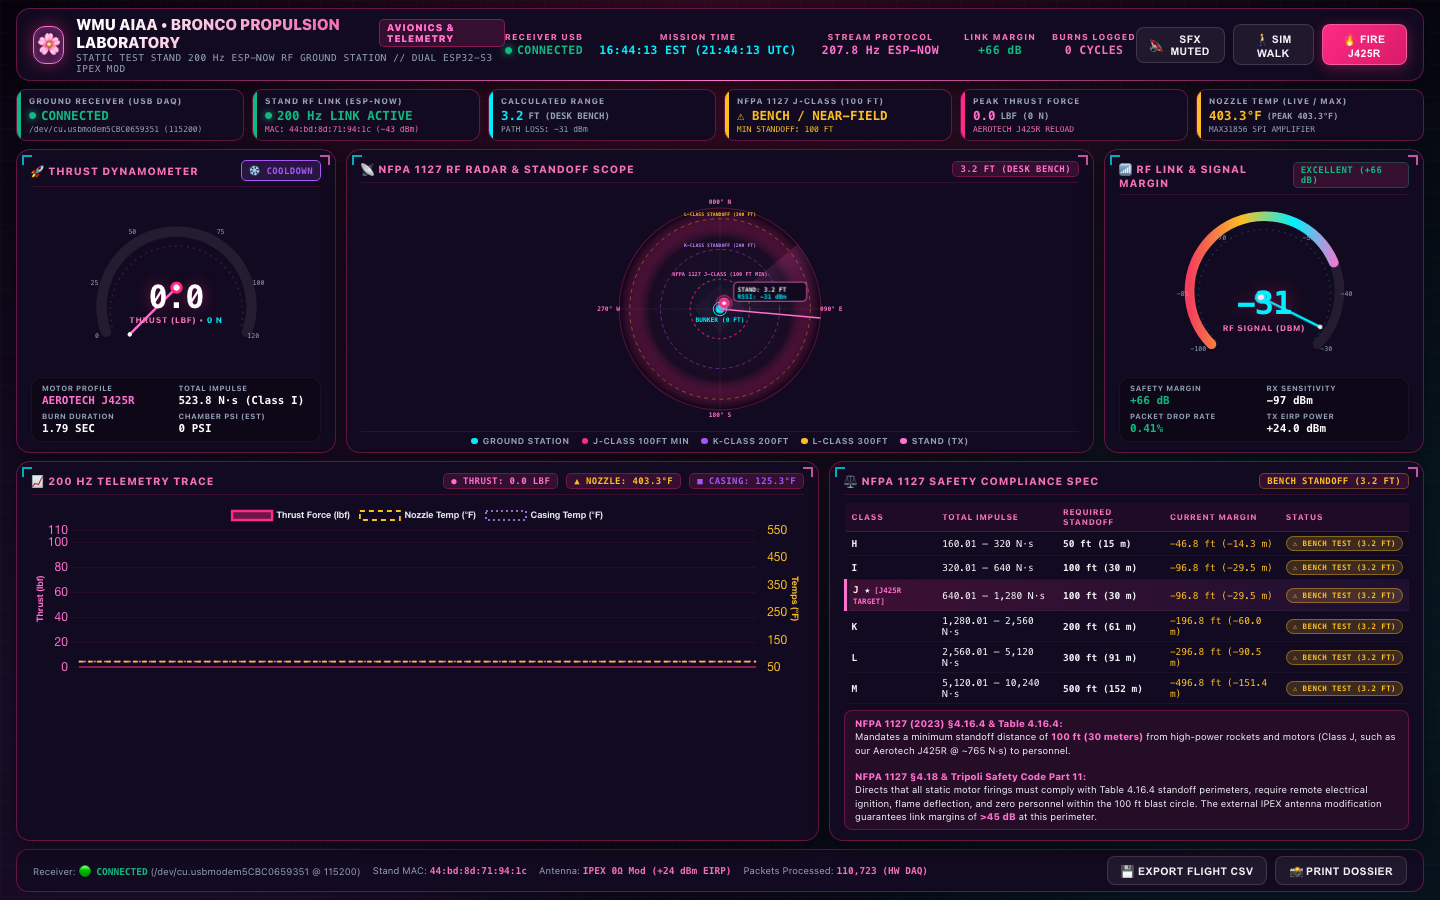 WMU AIAA • BRONCO PROPULSION LABORATORY
AVIONICS & TELEMETRY
STATIC TEST STAND 200 Hz ESP-NOW RF GROUND STATION // DUAL ESP32-S3 IPEX MOD
RECEIVER USB
CONNECTED
MISSION TIME
16:44:13 EST (21:44:13 UTC)
STREAM PROTOCOL
207.8 Hz ESP-NOW
LINK MARGIN
+66 dB
BURNS LOGGED
0 CYCLES
SFX MUTED
SIM WALK
FIRE J425R
GROUND RECEIVER (USB DAQ)
CONNECTED
/dev/cu.usbmodem5CBC0659351 (115200)
STAND RF LINK (ESP-NOW)
200 Hz LINK ACTIVE
MAC: 44:bd:8d:71:94:1c (−43 dBm)
CALCULATED RANGE
3.2 FT (DESK BENCH)
PATH LOSS: −31 dBm
NFPA 1127 J-CLASS (100 FT)
⚠ BENCH / NEAR-FIELD
MIN STANDOFF: 100 FT
PEAK THRUST FORCE
0.0 LBF (0 N)
AEROTECH J425R RELOAD
NOZZLE TEMP (LIVE / MAX)
403.3°F (PEAK 403.3°F)
MAX31856 SPI AMPLIFIER
THRUST DYNAMOMETER
COOLDOWN
50
75
25
100
0
120
0.0
THRUST (LBF) • 0 N
MOTOR PROFILE
AEROTECH J425R
TOTAL IMPULSE
523.8 N·s (Class I)
BURN DURATION
1.79 SEC
CHAMBER PSI (EST)
0 PSI
NFPA 1127 RF RADAR & STANDOFF SCOPE
3.2 FT (DESK BENCH)
000° N
L-CLASS STANDOFF (300 FT)
K-CLASS STANDOFF (200 FT)
NFPA 1127 J-CLASS (100 FT MIN)
STAND: 3.2 FT
RSSI: −31 dBm
270° W
090° E
BUNKER (0 FT)
180° S
GROUND STATION
J-CLASS 100FT MIN
K-CLASS 200FT
L-CLASS 300FT
STAND (TX)
RF LINK & SIGNAL MARGIN
EXCELLENT (+66 dB)
−40
−100
−30
−31
RF SIGNAL (DBM)
SAFETY MARGIN
+66 dB
RX SENSITIVITY
−97 dBm
PACKET DROP RATE
0.41%
TX EIRP POWER
+24.0 dBm
200 HZ TELEMETRY TRACE
● THRUST: 0.0 LBF
▲ NOZZLE: 403.3°F
■ CASING: 125.3°F
Thrust Force (lbf)
Nozzle Temp (°F)
Casing Temp (°F)
110
100
80
60
40
20
0
Thrust (lbf)
550
450
350
250
150
50
Temps (°F)
NFPA 1127 SAFETY COMPLIANCE SPEC
BENCH STANDOFF (3.2 FT)
CLASS TOTAL IMPULSE REQUIRED STANDOFF CURRENT MARGIN STATUS
H 160.01 – 320 N·s 50 ft (15 m) −46.8 ft (−14.3 m) ⚠ BENCH TEST (3.2 FT)
I 320.01 – 640 N·s 100 ft (30 m) −96.8 ft (−29.5 m) ⚠ BENCH TEST (3.2 FT)
J ★ [J425R TARGET] 640.01 – 1,280 N·s 100 ft (30 m) −96.8 ft (−29.5 m) ⚠ BENCH TEST (3.2 FT)
K 1,280.01 – 2,560 N·s 200 ft (61 m) −196.8 ft (−60.0 m) ⚠ BENCH TEST (3.2 FT)
L 2,560.01 – 5,120 N·s 300 ft (91 m) −296.8 ft (−90.5 m) ⚠ BENCH TEST (3.2 FT)
M 5,120.01 – 10,240 N·s 500 ft (152 m) −496.8 ft (−151.4 m) ⚠ BENCH TEST (3.2 FT)
NFPA 1127 (2023) §4.16.4 & Table 4.16.4:
Mandates a minimum standoff distance of 100 ft (30 meters) from high-power rockets and motors (Class J, such as
our Aerotech J425R @ ~765 N·s) to personnel.
NFPA 1127 §4.18 & Tripoli Safety Code Part 11:
Directs that all static motor firings must comply with Table 4.16.4 standoff perimeters, require remote electrical
ignition, flame deflection, and zero personnel within the 100 ft blast circle. The external IPEX antenna modification
guarantees link margins of >45 dB at this perimeter.
Receiver: CONNECTED (/dev/cu.usbmodem5CBC0659351 @ 115200)
Stand MAC: 44:bd:8d:71:94:1c
Antenna: IPEX 0Ω Mod (+24 dBm EIRP)
Packets Processed: 110,723 (HW DAQ)
EXPORT FLIGHT CSV
PRINT DOSSIER